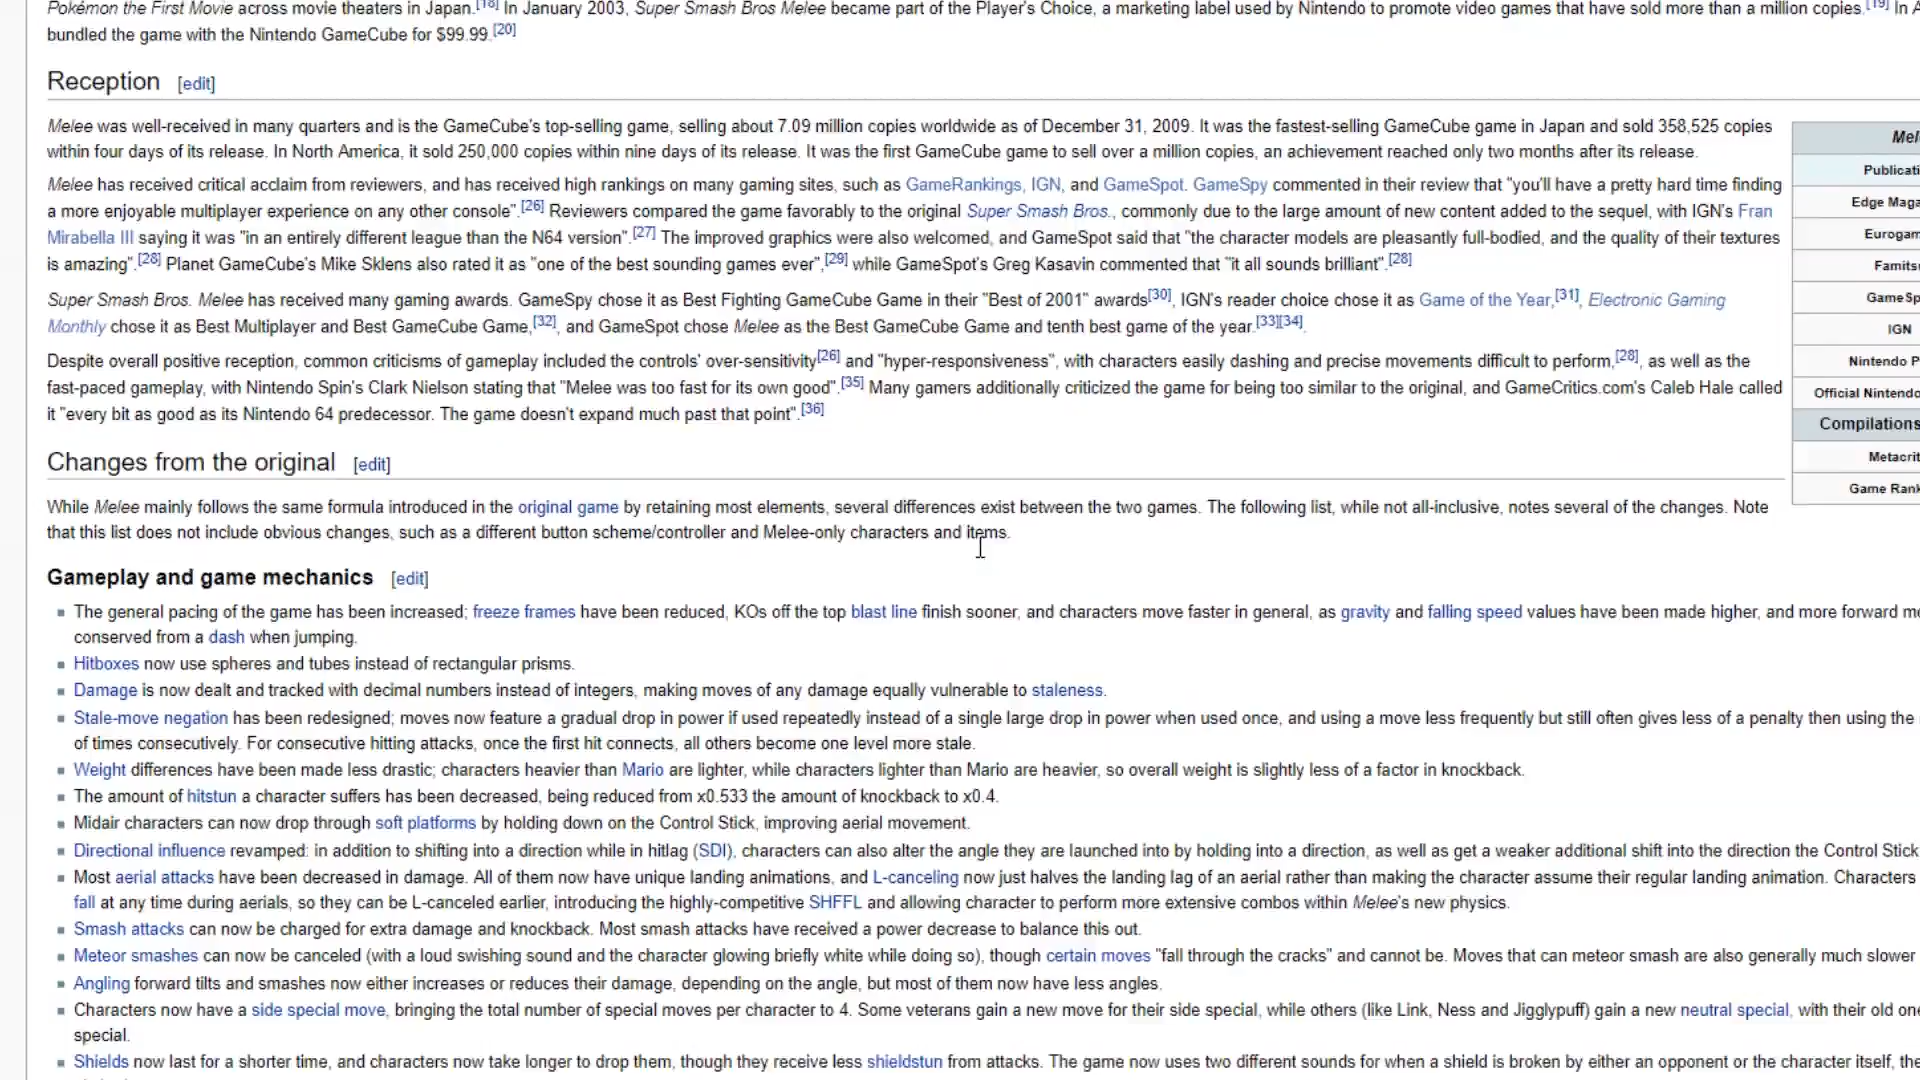 Pokémon the First Movie across movie theaters in Japan.[18] In January 2003, Super Smash Bros Melee became part of the Player's Choice, a marketing label used by Nintendo to promote video games that have sold more than a million copies.[19] In A
bundled the game with the Nintendo GameCube for $99.99.[20]
Reception [edit]
Melee was well-received in many quarters and is the GameCube's top-selling game, selling about 7.09 million copies worldwide as of December 31, 2009. It was the fastest-selling GameCube game in Japan and sold 358,525 copies
within four days of its release. In North America, it sold 250,000 copies within nine days of its release. It was the first GameCube game to sell over a million copies, an achievement reached only two months after its release.
Melee has received critical acclaim from reviewers, and has received high rankings on many gaming sites, such as GameRankings, IGN, and GameSpot. GameSpy commented in their review that "you'll have a pretty hard time finding
a more enjoyable multiplayer experience on any other console".[26] Reviewers compared the game favorably to the original Super Smash Bros., commonly due to the large amount of new content added to the sequel, with IGN's Fran
Mirabella III saying it was "in an entirely different league than the N64 version".[27] The improved graphics were also welcomed, and GameSpot said that "the character models are pleasantly full-bodied, and the quality of their textures
is amazing".[28] Planet GameCube's Mike Sklens also rated it as "one of the best sounding games ever",[29] while GameSpot's Greg Kasavin commented that "it all sounds brilliant".[28]
Super Smash Bros. Melee has received many gaming awards. GameSpy chose it as Best Fighting GameCube Game in their "Best of 2001" awards[30], IGN's reader choice chose it as Game of the Year,[31], Electronic Gaming
Monthly chose it as Best Multiplayer and Best GameCube Game,[32], and GameSpot chose Melee as the Best GameCube Game and tenth best game of the year.[33][34].
Despite overall positive reception, common criticisms of gameplay included the controls' over-sensitivity[26] and "hyper-responsiveness", with characters easily dashing and precise movements difficult to perform,[28], as well as the
fast-paced gameplay, with Nintendo Spin's Clark Nielson stating that "Melee was too fast for its own good".[35] Many gamers additionally criticized the game for being too similar to the original, and GameCritics.com's Caleb Hale called
it "every bit as good as its Nintendo 64 predecessor. The game doesn't expand much past that point".[36]
Mel
Publicati
Edge Maga
Eurogam
Famits
GameSp
IGN
Nintendo P
Official Nintendo
Compilations
Metacrit
Game Rank
Changes from the original [edit]
While Melee mainly follows the same formula introduced in the original game by retaining most elements, several differences exist between the two games. The following list, while not all-inclusive, notes several of the changes. Note
that this list does not include obvious changes, such as a different button scheme/controller and Melee-only characters and items.
Gameplay and game mechanics [edit]
The general pacing of the game has been increased; freeze frames have been reduced, KOs off the top blast line finish sooner, and characters move faster in general, as gravity and falling speed values have been made higher, and more forward m
conserved from a dash when jumping.
Hitboxes now use spheres and tubes instead of rectangular prisms.
Damage is now dealt and tracked with decimal numbers instead of integers, making moves of any damage equally vulnerable to staleness.
Stale-move negation has been redesigned; moves now feature a gradual drop in power if used repeatedly instead of a single large drop in power when used once, and using a move less frequently but still often gives less of a penalty then using the
of times consecutively. For consecutive hitting attacks, once the first hit connects, all others become one level more stale.
Weight differences have been made less drastic; characters heavier than Mario are lighter, while characters lighter than Mario are heavier, so overall weight is slightly less of a factor in knockback.
The amount of hitstun a character suffers has been decreased, being reduced from x0.533 the amount of knockback to x0.4.
Midair characters can now drop through soft platforms by holding down on the Control Stick, improving aerial movement.
Directional influence revamped: in addition to shifting into a direction while in hitlag (SDI), characters can also alter the angle they are launched into by holding into a direction, as well as get a weaker additional shift into the direction the Control Stick
Most aerial attacks have been decreased in damage. All of them now have unique landing animations, and L-canceling now just halves the landing lag of an aerial rather than making the character assume their regular landing animation. Characters
fall at any time during aerials, so they can be L-canceled earlier, introducing the highly-competitive SHFFL and allowing character to perform more extensive combos within Melee's new physics.
Smash attacks can now be charged for extra damage and knockback. Most smash attacks have received a power decrease to balance this out.
Meteor smashes can now be canceled (with a loud swishing sound and the character glowing briefly white while doing so), though certain moves "fall through the cracks" and cannot be. Moves that can meteor smash are also generally much slower
Angling forward tilts and smashes now either increases or reduces their damage, depending on the angle, but most of them now have less angles.
Characters now have a side special move, bringing the total number of special moves per character to 4. Some veterans gain a new move for their side special, while others (like Link, Ness and Jigglypuff) gain a new neutral special, with their old on
special.
Shields now last for a shorter time, and characters now take longer to drop them, though they receive less shieldstun from attacks. The game now uses two different sounds for when a shield is broken by either an opponent or the character itself, the